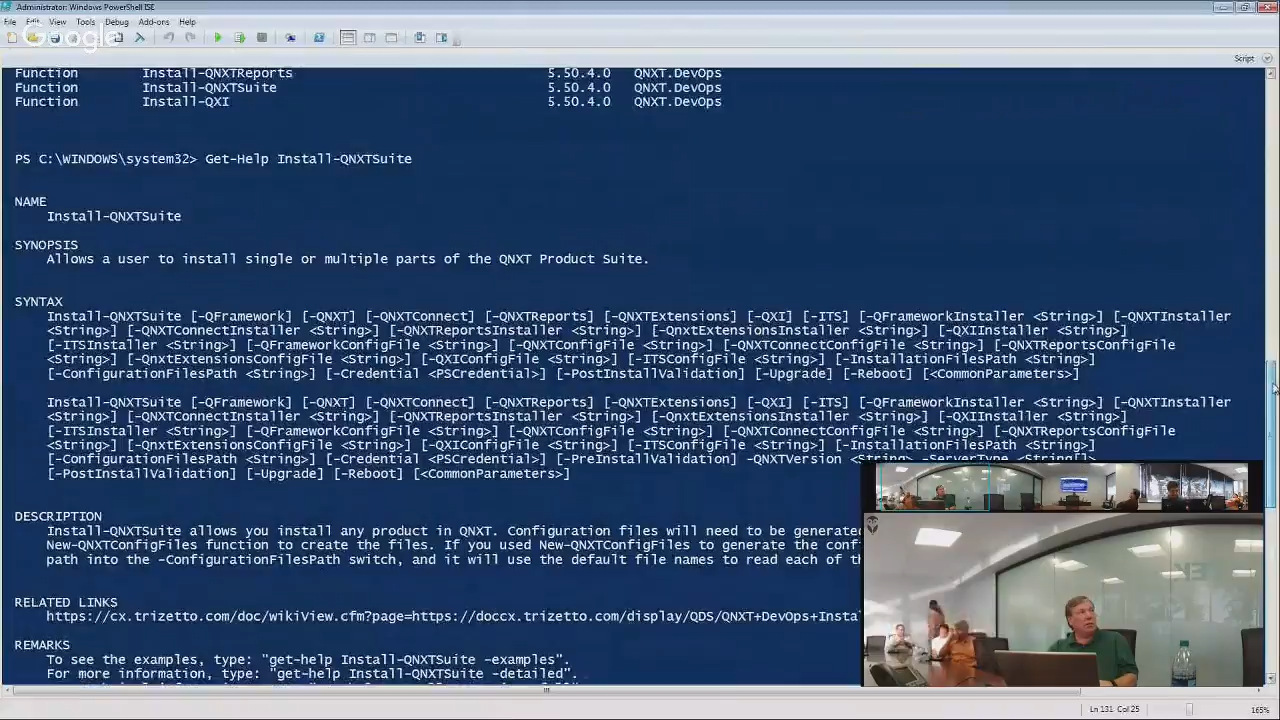 Administrator: Windows PowerShell ISE
File Edit View Tools Debug Add-ons Help
Google
Script
Function Install-QNXTReports 5.50.4.0 QNXT.DevOps
Function Install-QNXTSuite 5.50.4.0 QNXT.DevOps
Function Install-QXI 5.50.4.0 QNXT.DevOps
PS C:\WINDOWS\system32> Get-Help Install-QNXTSuite
NAME
Install-QNXTSuite
SYNOPSIS
Allows a user to install single or multiple parts of the QNXT Product Suite.
SYNTAX
Install-QNXTSuite [-QFramework] [-QNXT] [-QNXTConnect] [-QNXTReports] [-QNXTExtensions] [-QXI] [-ITS] [-QFrameworkInstaller <String>] [-QNXTInstaller
<String>] [-QNXTConnectInstaller <String>] [-QNXTReportsInstaller <String>] [-QnxtExtensionsInstaller <String>] [-QXIInstaller <String>]
[-ITSInstaller <String>] [-QFrameworkConfigFile <String>] [-QNXTConfigFile <String>] [-QNXTConnectConfigFile <String>] [-QNXTReportsConfigFile
<String>] [-QnxtExtensionsConfigFile <String>] [-QXIConfigFile <String>] [-ITSConfigFile <String>] [-InstallationFilesPath <String>]
[-ConfigurationFilesPath <String>] [-Credential <PSCredential>] [-PostInstallValidation] [-Upgrade] [-Reboot] [<CommonParameters>]
Install-QNXTSuite [-QFramework] [-QNXT] [-QNXTConnect] [-QNXTReports] [-QNXTExtensions] [-QXI] [-ITS] [-QFrameworkInstaller <String>] [-QNXTInstaller
<String>] [-QNXTConnectInstaller <String>] [-QNXTReportsInstaller <String>] [-QnxtExtensionsInstaller <String>] [-QXIInstaller <String>]
[-ITSInstaller <String>] [-QFrameworkConfigFile <String>] [-QNXTConfigFile <String>] [-QNXTConnectConfigFile <String>] [-QNXTReportsConfigFile
<String>] [-QnxtExtensionsConfigFile <String>] [-QXIConfigFile <String>] [-ITSConfigFile <String>] [-InstallationFilesPath <String>]
[-ConfigurationFilesPath <String>] [-Credential <PSCredential>] [-PreInstallValidation] -QNXTVersion <String> -ServerType <String[]>
[-PostInstallValidation] [-Upgrade] [-Reboot] [<CommonParameters>]
DESCRIPTION
Install-QNXTSuite allows you install any product in QNXT. Configuration files will need to be generated
New-QNXTConfigFiles function to create the files. If you used New-QNXTConfigFiles to generate the conf
path into the -ConfigurationFilesPath switch, and it will use the default file names to read each of th
RELATED LINKS
https://cx.trizetto.com/doc/wikiView.cfm?page=https://doccx.trizetto.com/display/QDS/QNXT+DevOps+Insta
REMARKS
To see the examples, type: "get-help Install-QNXTSuite -examples".
For more information, type: "get-help Install-QNXTSuite -detailed".
Ln 131 Col 25
165%